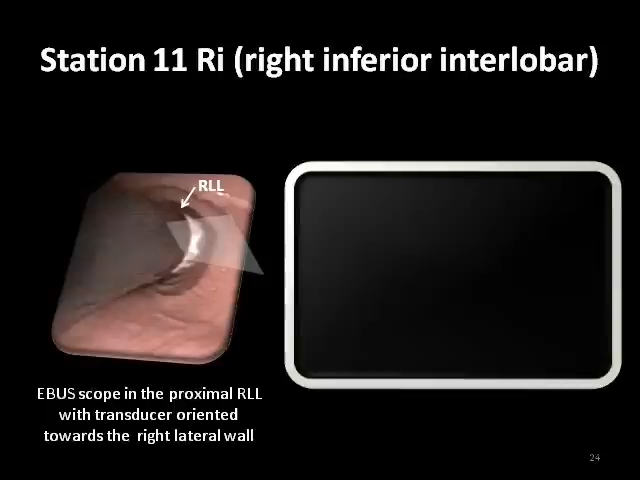 Station 11 Ri (right inferior interlobar)
RLL
EBUS scope in the proximal RLL
with transducer oriented
towards the right lateral wall
24